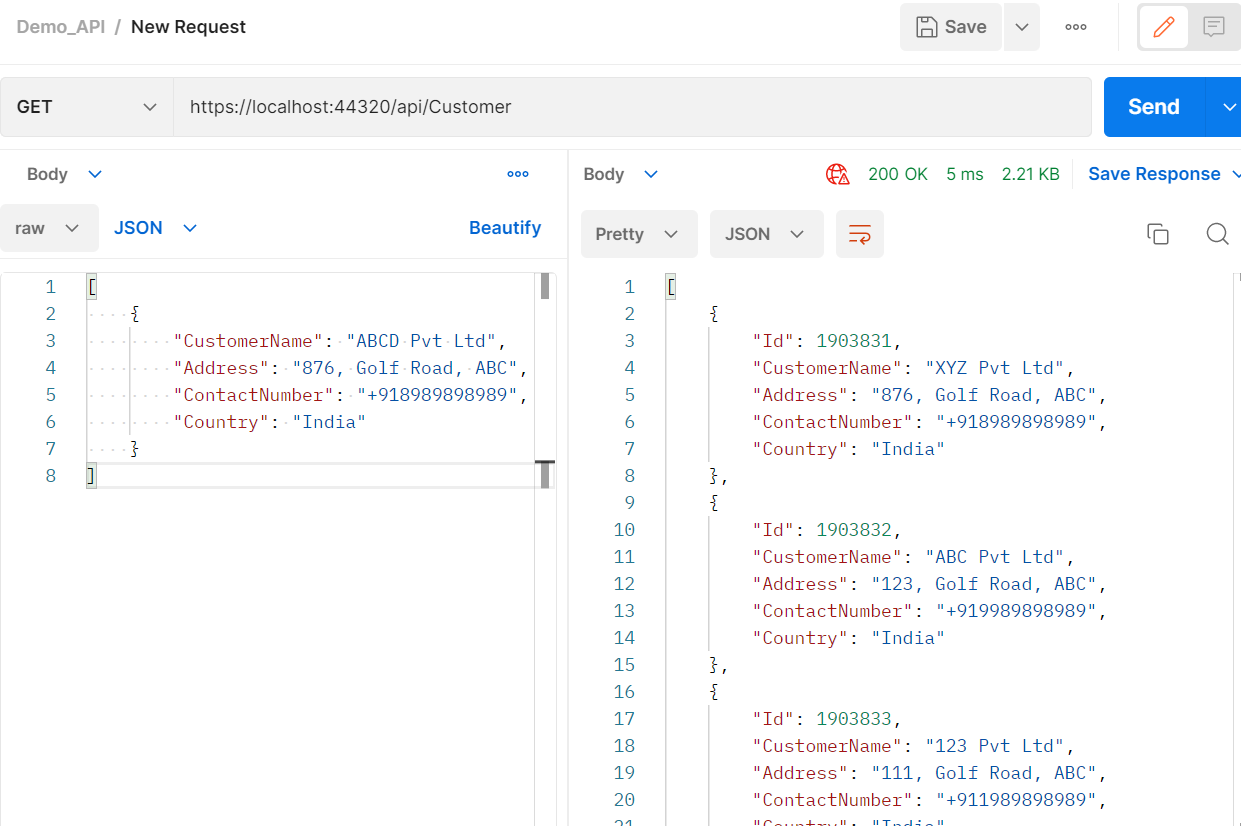 Demo_API / New Request
Save
GET
https://localhost:44320/api/Customer
Send
Body
raw
JSON
Beautify
1 [
2 {
3 "CustomerName": "ABCD Pvt Ltd",
4 "Address": "876, Golf Road, ABC",
5 "ContactNumber": "+918989898989",
6 "Country": "India"
7 }
8 ]
Body
200 OK 5 ms 2.21 KB Save Response
Pretty
JSON
1 [
2 {
3 "Id": 1903831,
4 "CustomerName": "XYZ Pvt Ltd",
5 "Address": "876, Golf Road, ABC",
6 "ContactNumber": "+918989898989",
7 "Country": "India"
8 },
9 {
10 "Id": 1903832,
11 "CustomerName": "ABC Pvt Ltd",
12 "Address": "123, Golf Road, ABC",
13 "ContactNumber": "+919989898989",
14 "Country": "India"
15 },
16 {
17 "Id": 1903833,
18 "CustomerName": "123 Pvt Ltd",
19 "Address": "111, Golf Road, ABC",
20 "ContactNumber": "+911989898989",
21 "Country": "India"